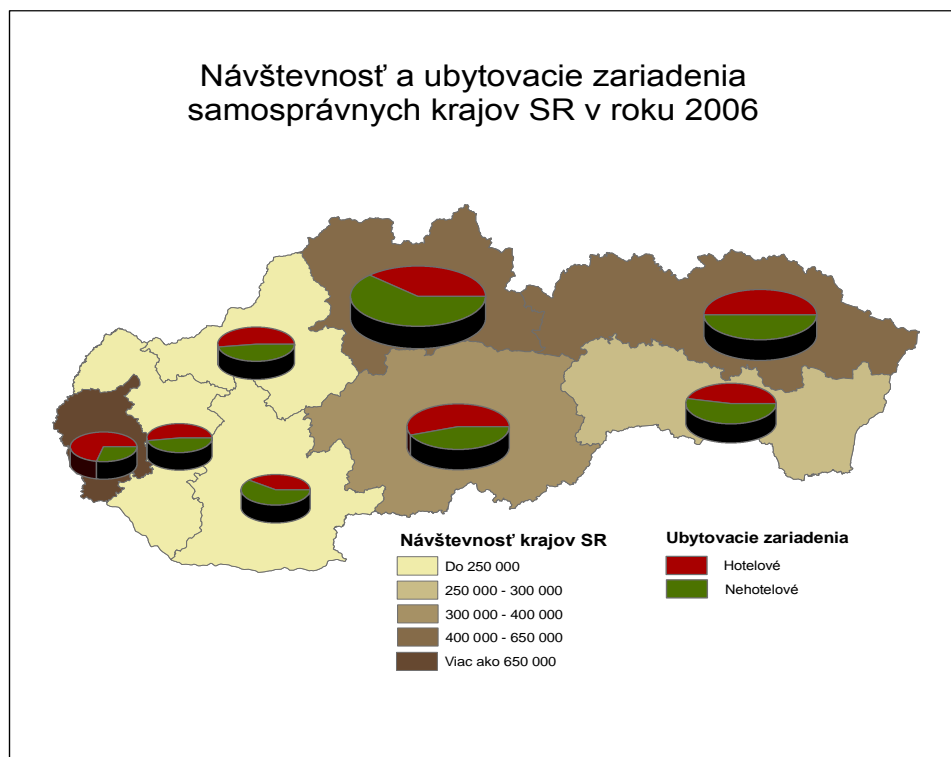 Návštevnosť a ubytovacie zariadenia
samosprávnych krajov SR v roku 2006
Návštevnosť krajov SR
Do 250 000
250 000 - 300 000
300 000 - 400 000
400 000 - 650 000
Viac ako 650 000
Ubytovacie zariadenia
Hotelové
Nehotelové